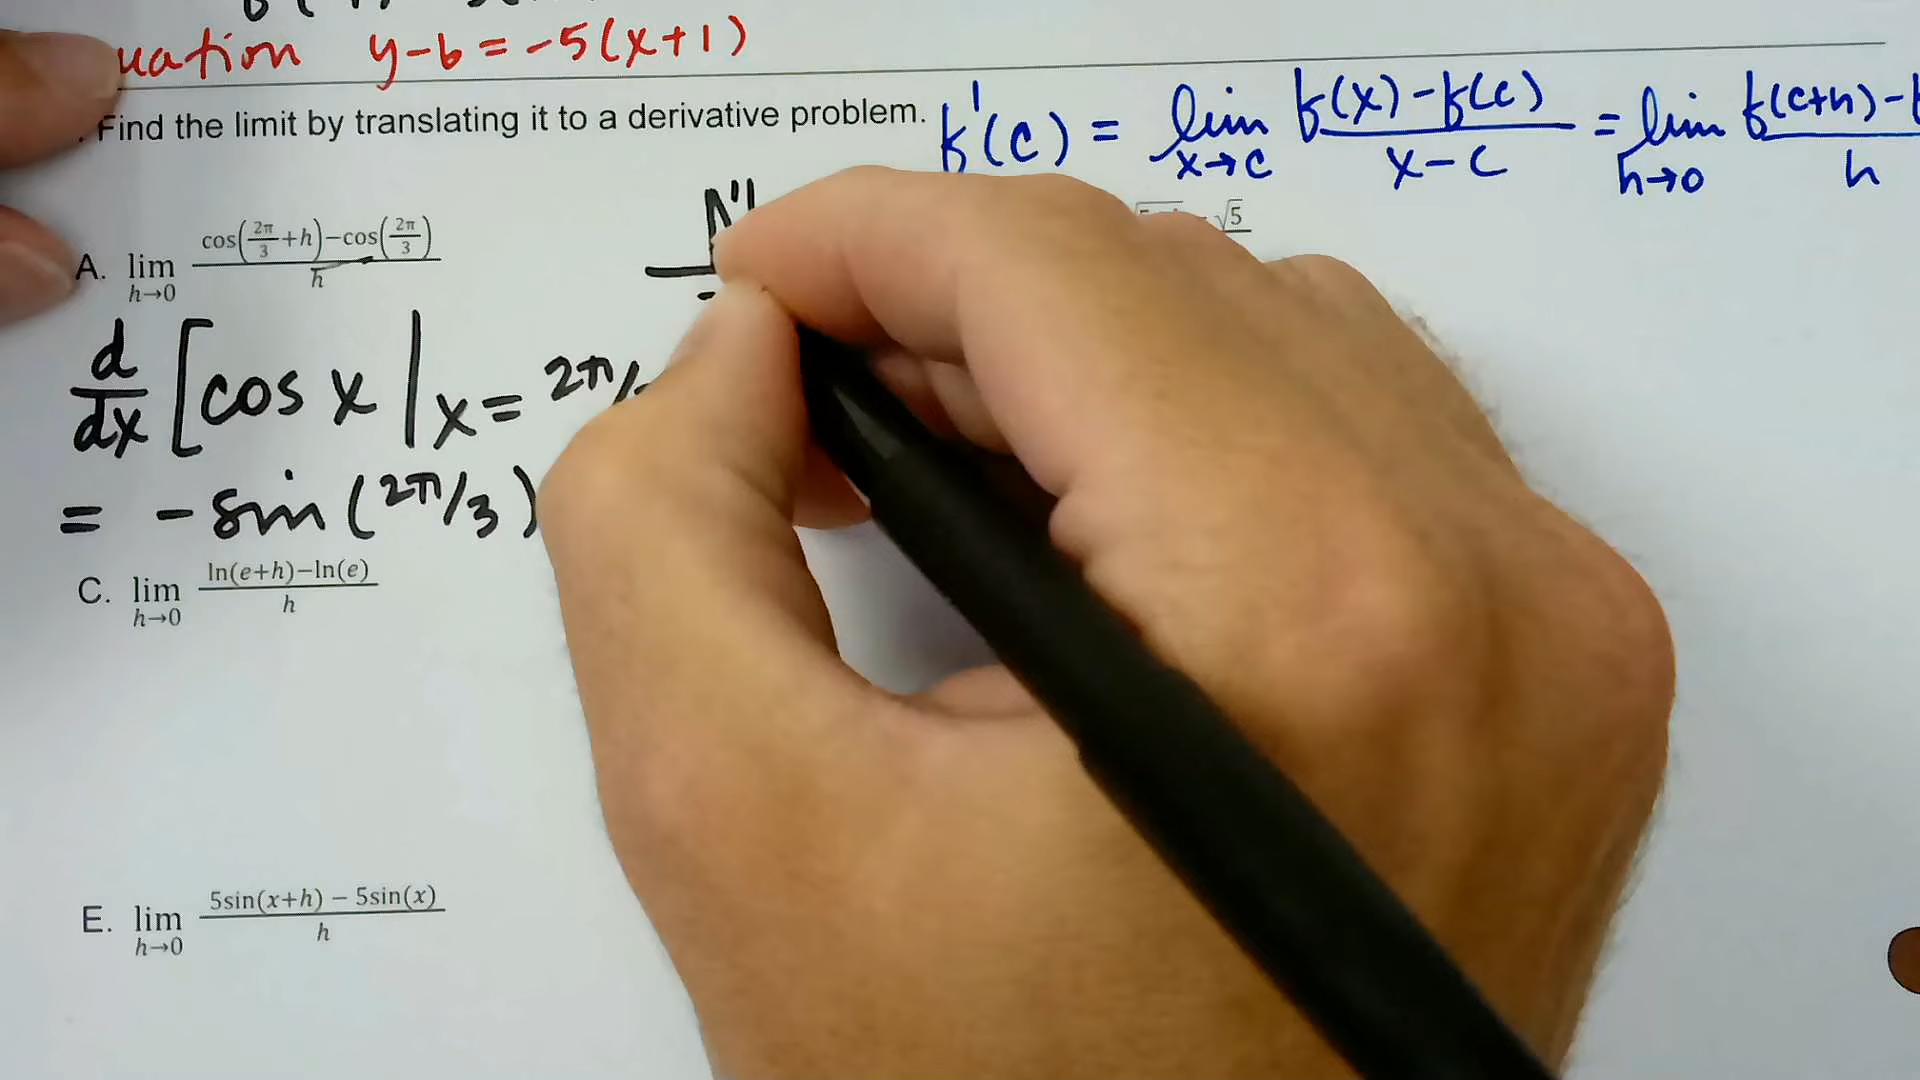 uation y-6=-5(x+1)
Find the limit by translating it to a derivative problem.
f'(c) = lim x→c f(x)-f(c) / x-c = lim h→0 f(c+h)-f / h
A. lim h→0 cos(2π/3+h)-cos(2π/3) / h
√5
d/dx [cos x | x = 2π/
= -sin(2π/3)
C. lim h→0 ln(e+h)-ln(e) / h
E. lim h→0 5sin(x+h) - 5sin(x) / h